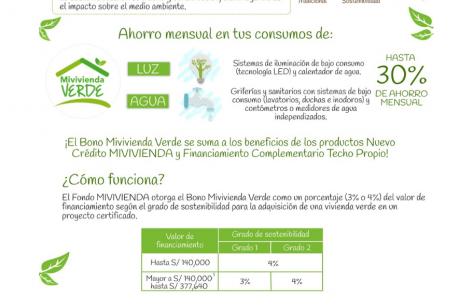 el impacto sobre el medio ambiente.
Tradicional
Sostenibilidad
Ahorro mensual en tus consumos de:
Mivivienda
VERDE
LUZ
Sistemas de iluminación de bajo consumo
(tecnología LED) y calentador de agua.
AGUA
Griferías y sanitarios con sistemas de bajo
consumo (lavatorios, duchas e inodoros) y
contómetros o medidores de agua
independizados.
HASTA
30%
DE AHORRO
MENSUAL
¡El Bono Mivivienda Verde se suma a los beneficios de los productos Nuevo
Crédito MIVIVIENDA y Financiamiento Complementario Techo Propio!
¿Cómo funciona?
El Fondo MIVIVIENDA otorga el Bono Mivivienda Verde como un porcentaje (3% o 4%) del valor de
financiamiento según el grado de sostenibilidad para la adquisición de una vivienda verde en un
proyecto certificado.
Valor de
financiamiento
Grado de sostenibilidad
Grado 1
Grado 2
Hasta S/ 140,000
4%
Mayor a S/ 140,000¹
hasta S/ 377,640
3%
4%